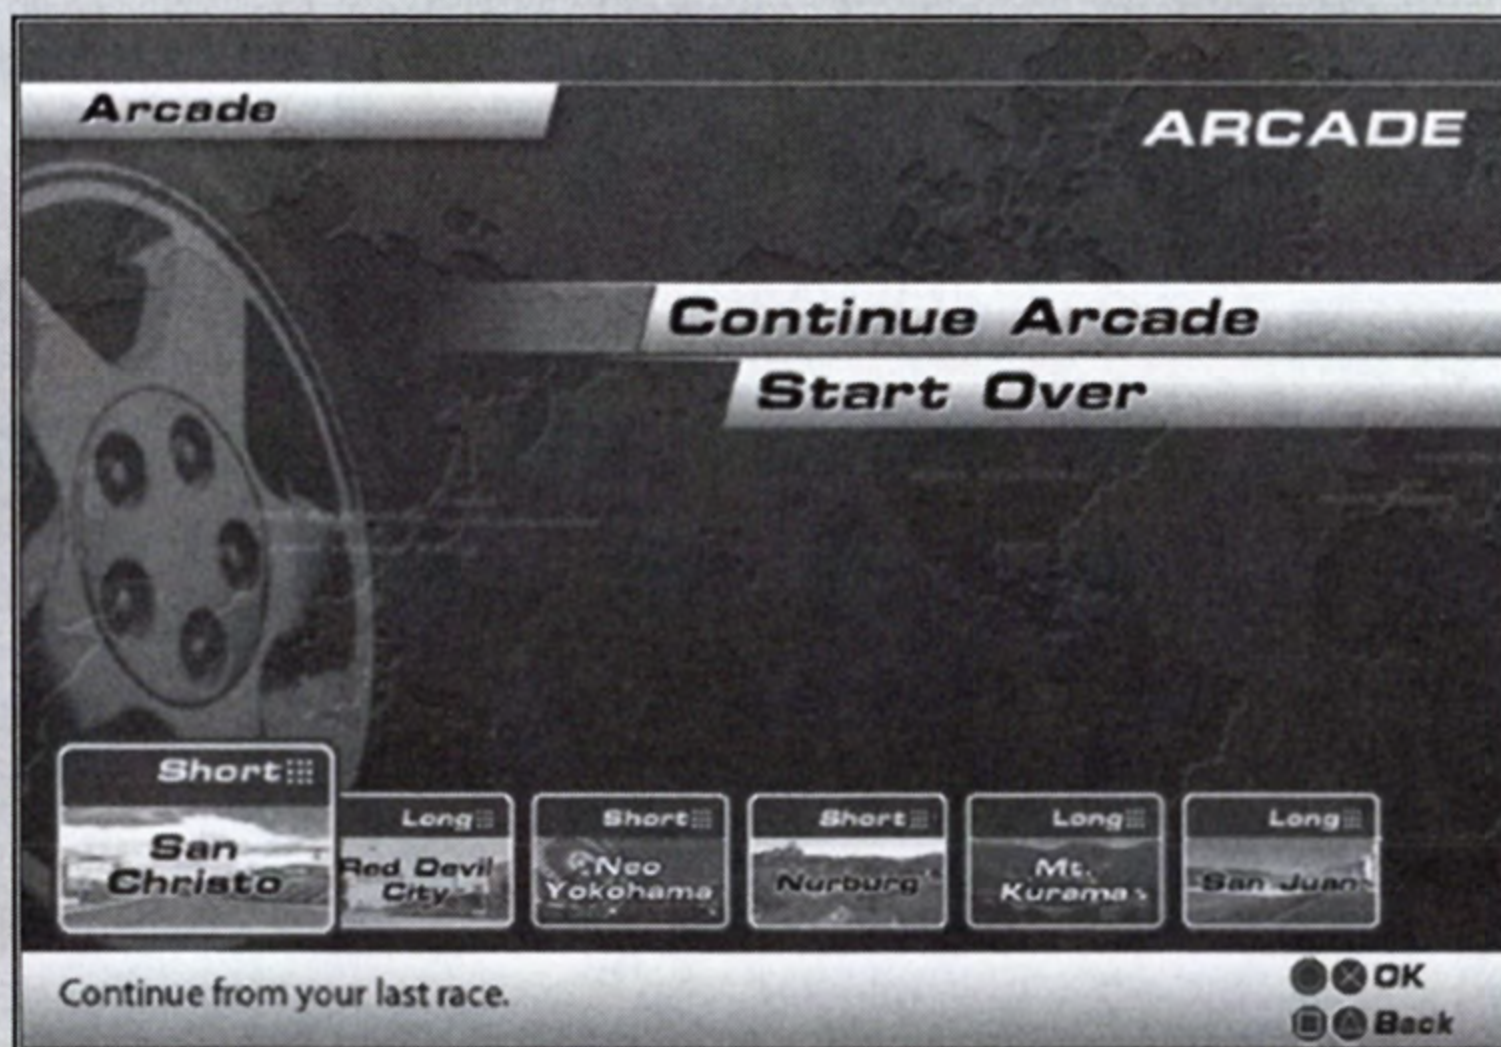 Arcade
ARCADE
Continue Arcade
Start Over
Short
San
Christo
Long
Red Devil
City
Short
Neo
Yokohama
Short
Nurburg
Long
Mt.
Kurama
Long
San Juan
Continue from your last race.
OK
Back